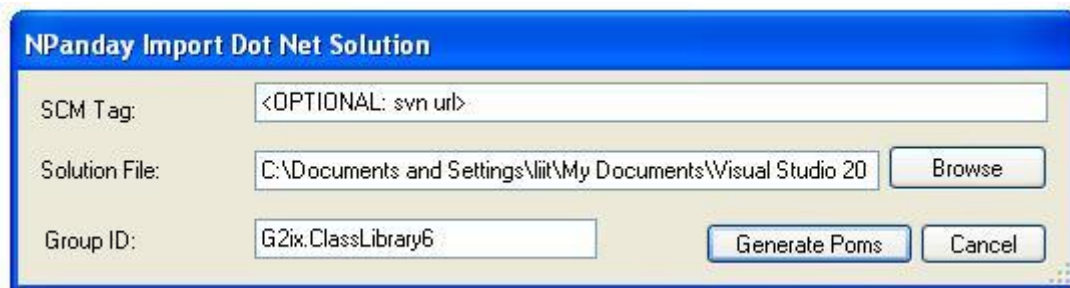 NPanday Import Dot Net Solution
SCM Tag: <OPTIONAL: svn url>
Solution File: C:\Documents and Settings\liit\My Documents\Visual Studio 20 Browse
Group ID: G2ix.ClassLibrary6 Generate Poms Cancel